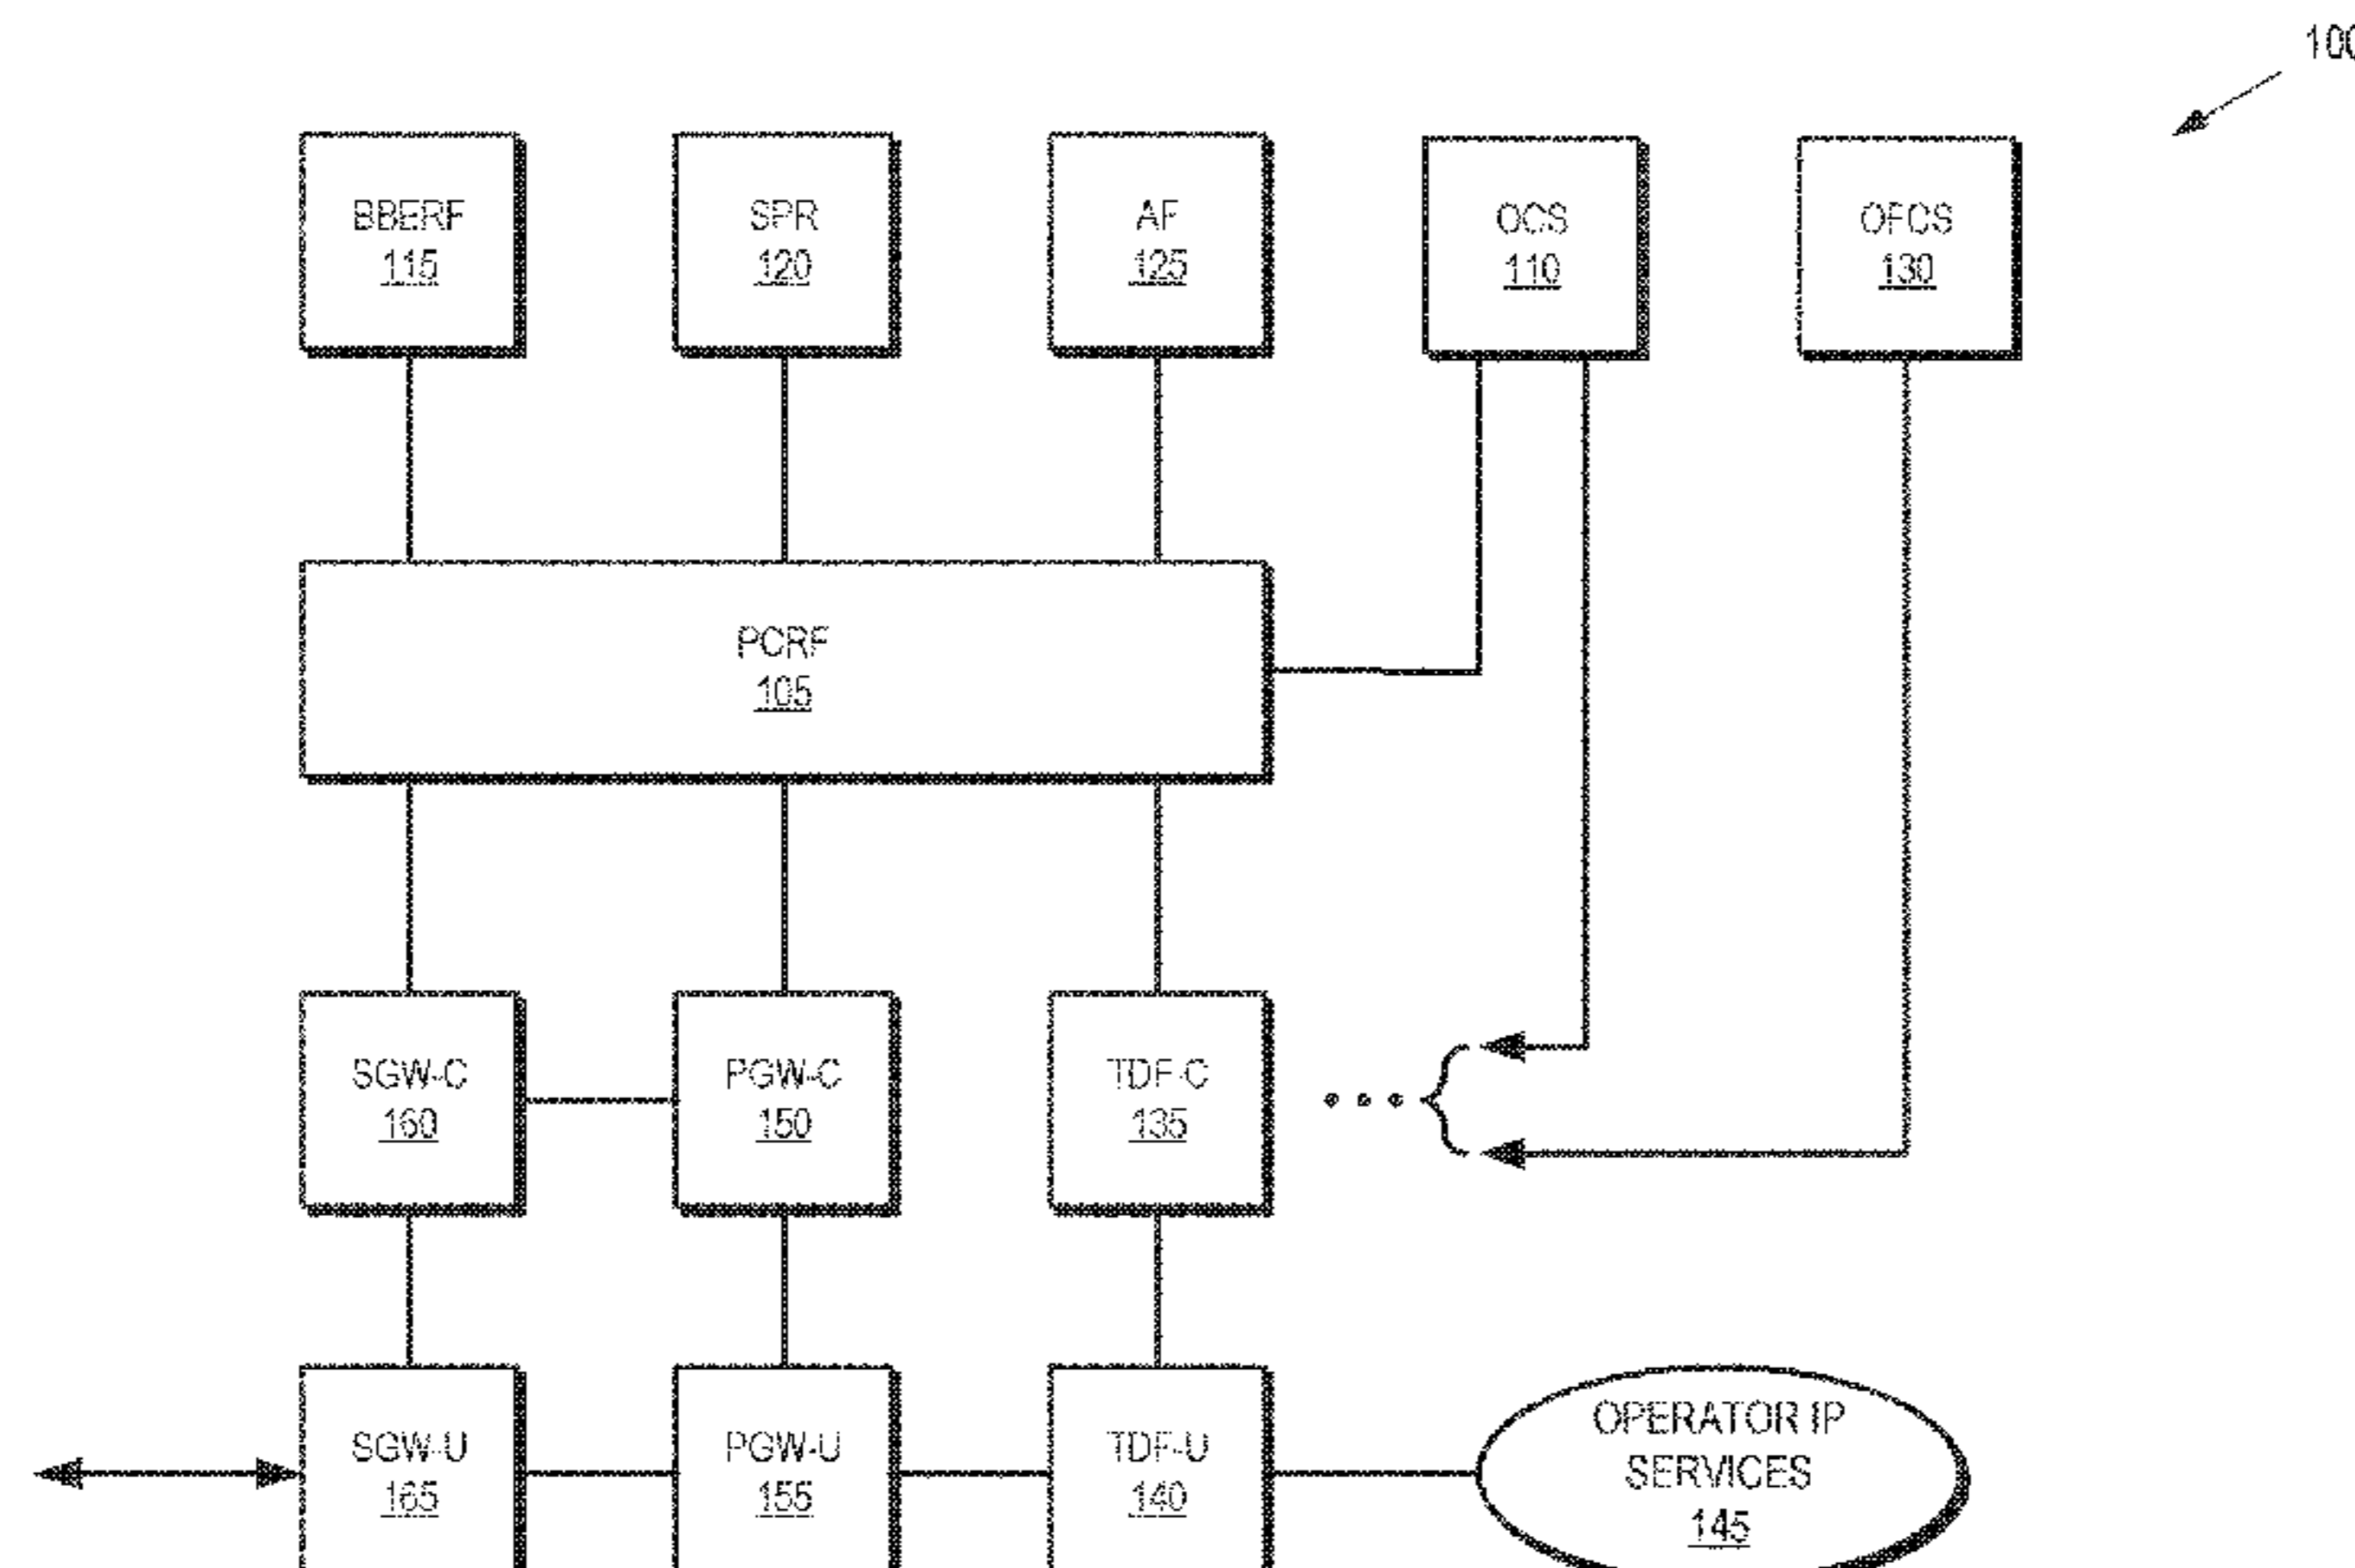 100
BBERF
115
SPR
120
AF
125
OCS
110
OFCS
130
PCRF
105
SGW-C
160
PGW-C
150
TDF-C
135
SGW-U
165
PGW-U
155
TDF-U
140
OPERATOR IP
SERVICES
145